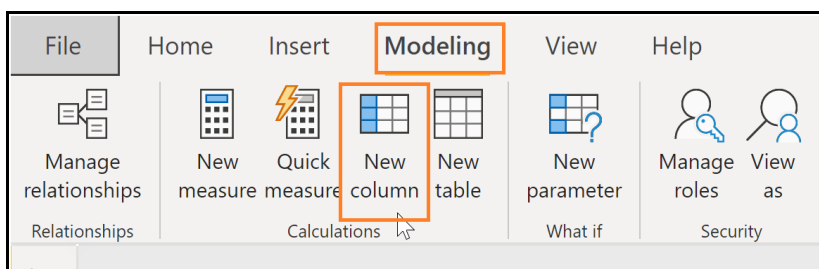 File Home Insert Modeling View Help
Manage relationships
New measure
Quick measure
New column
New table
New parameter
Manage roles
View as
Relationships Calculations What if Security